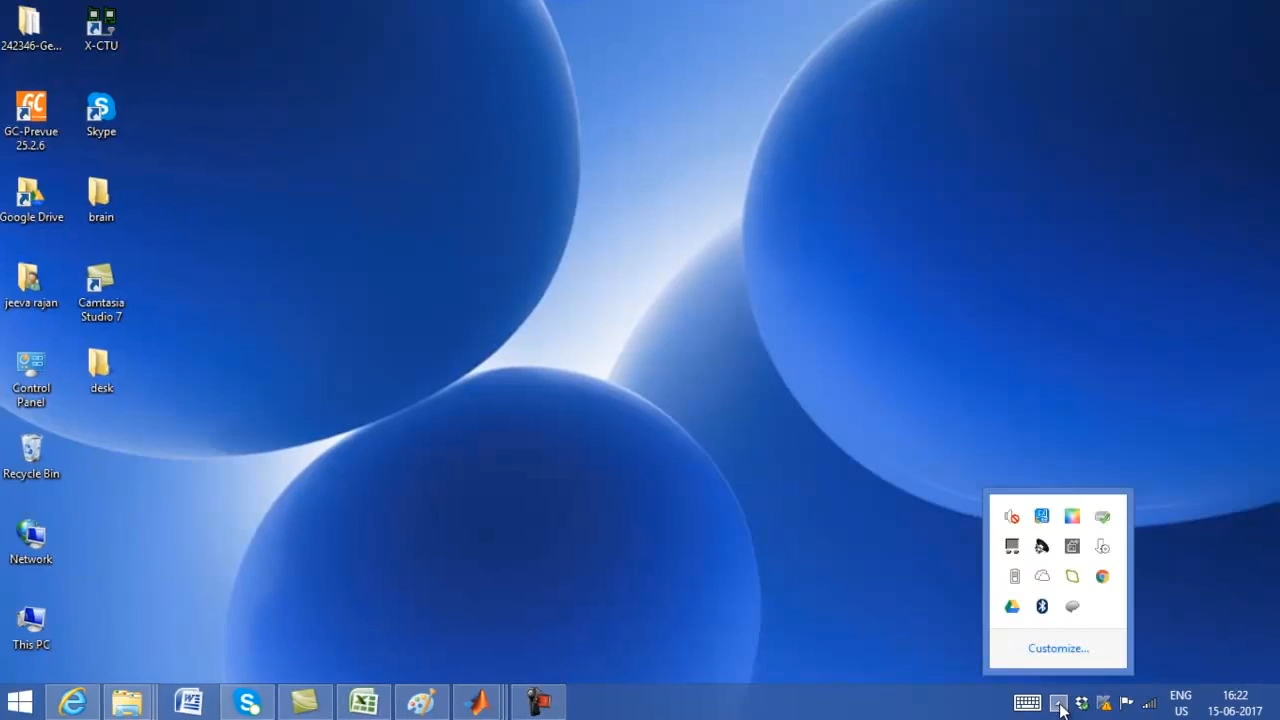 242346-Ge...
X-CTU
GC
GC-Prevue
25.2.6
Skype
Google Drive
brain
jeeva rajan
Camtasia
Studio 7
Control
Panel
desk
Recycle Bin
Network
This PC
Customize...
ENG
US
16:22
15-06-2017